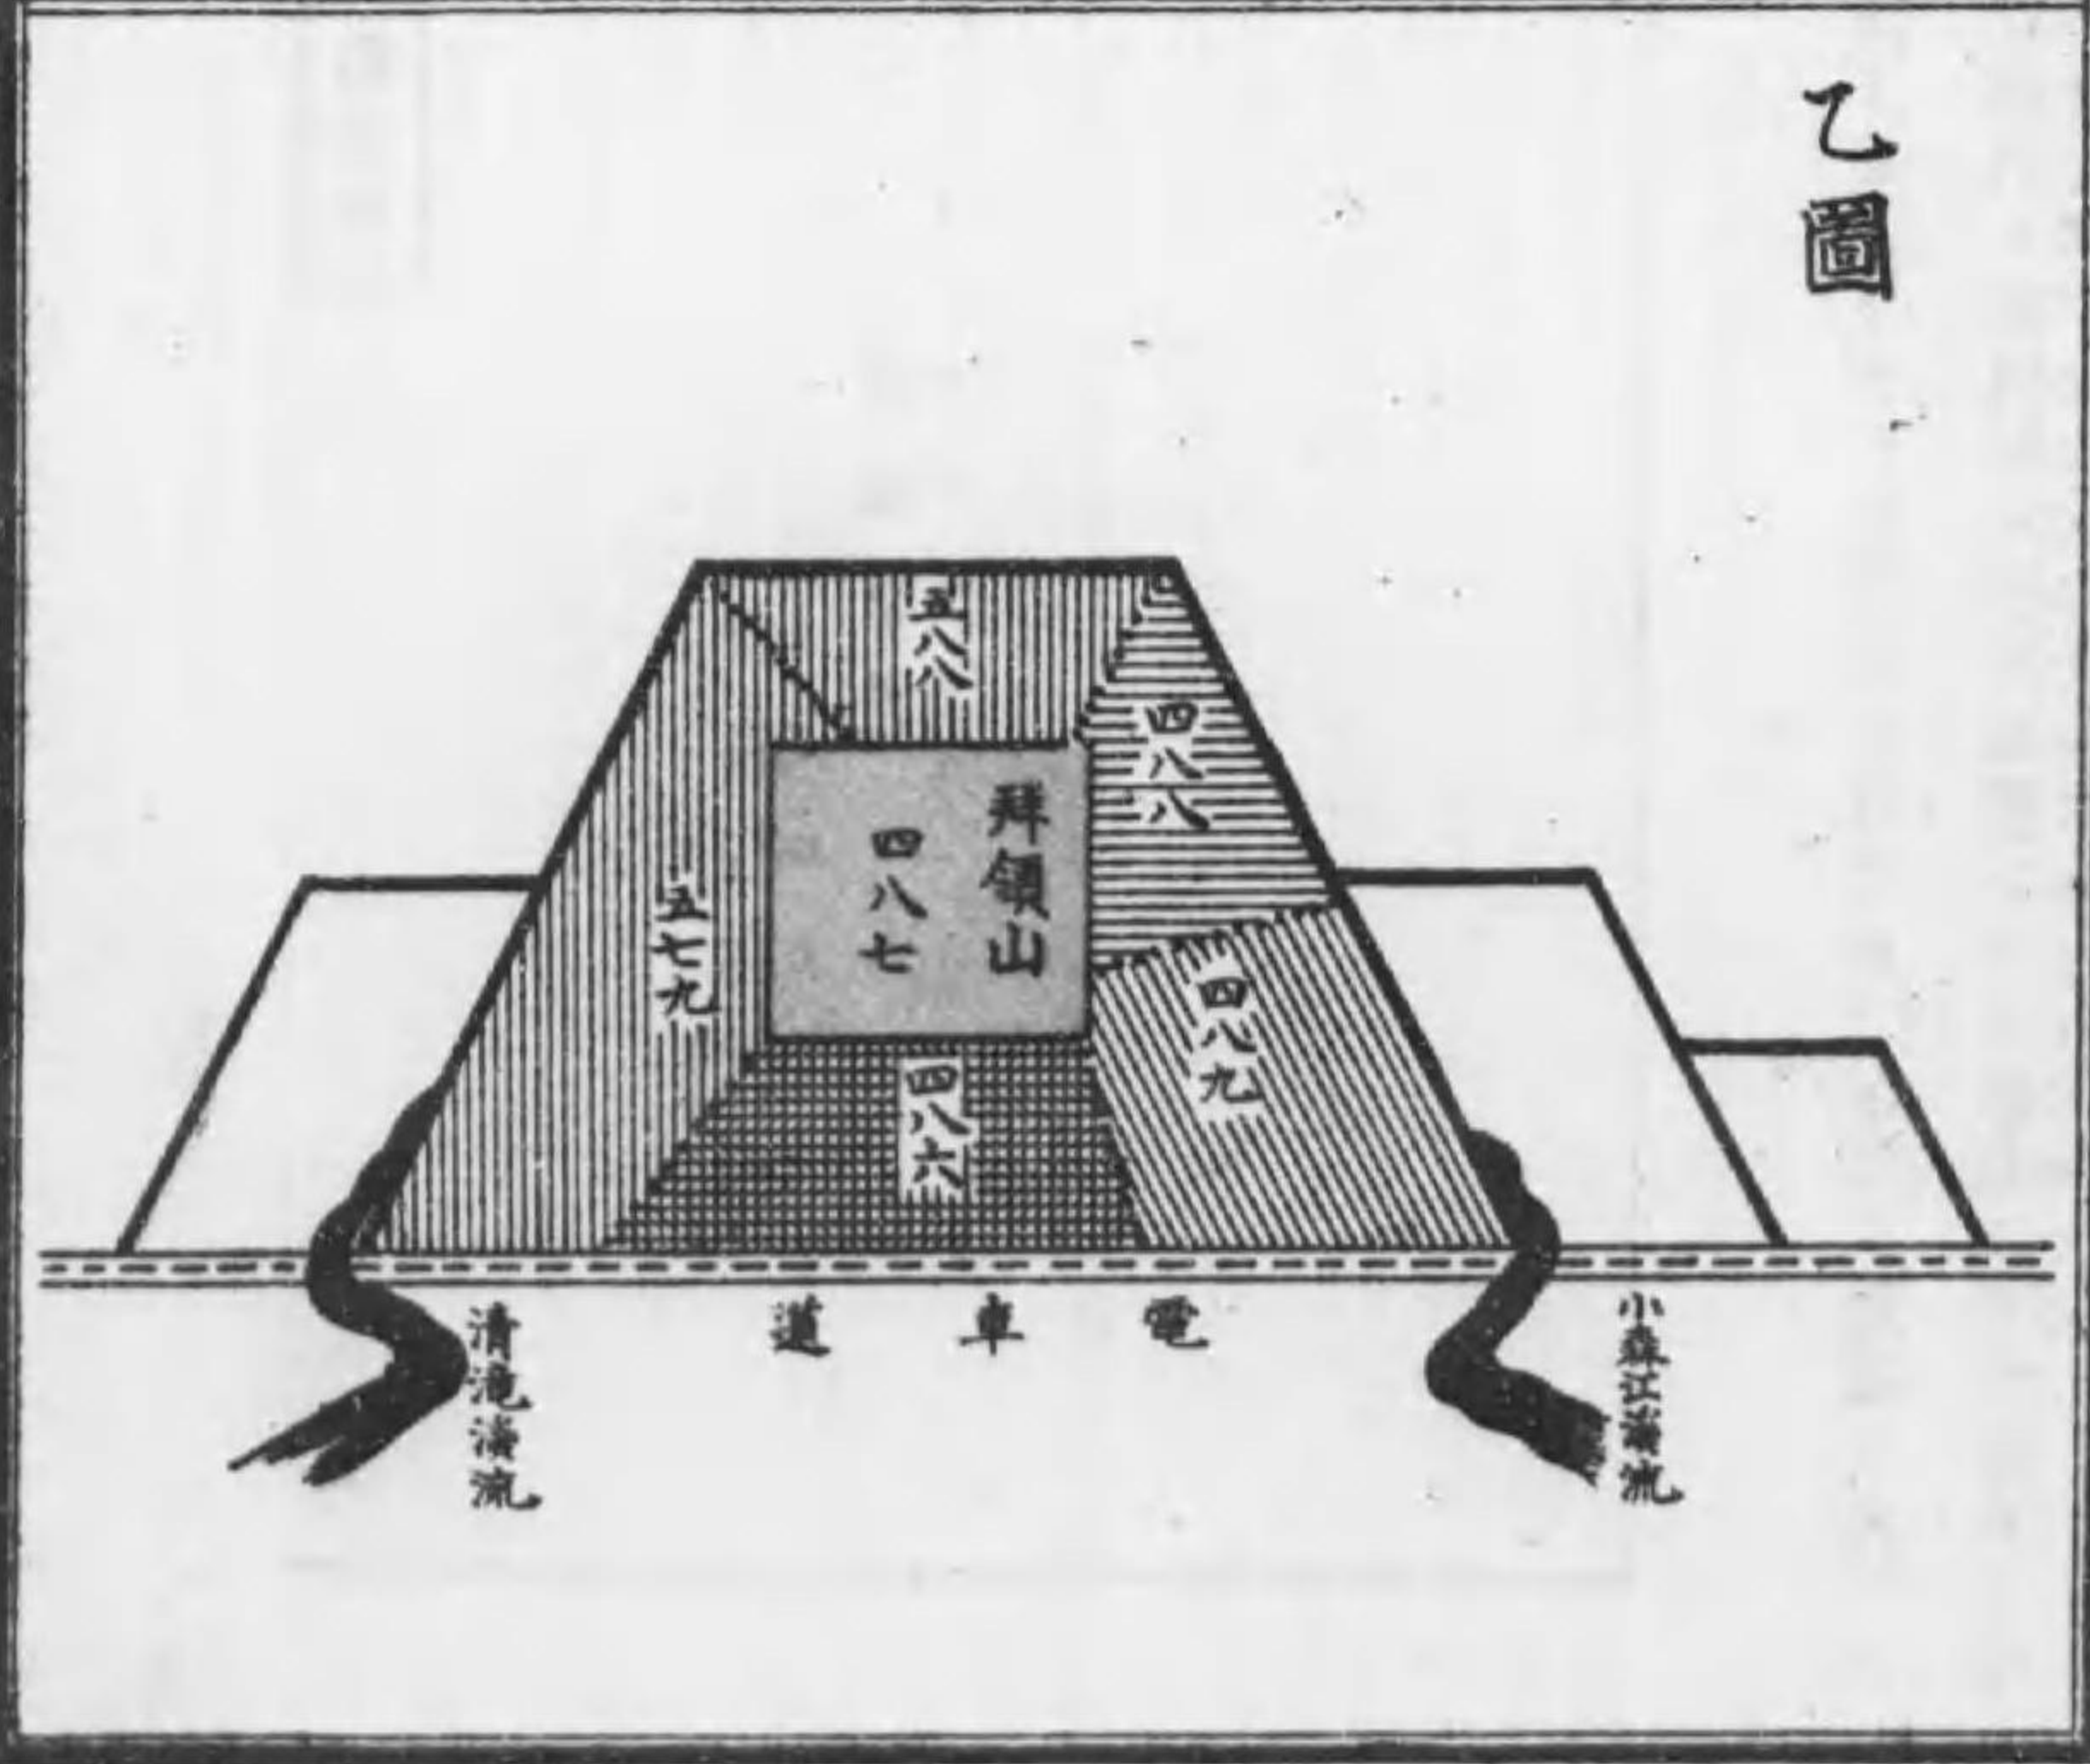 乙圖
五八八
四八八
拜領山
四八七
五七九
四八九
四八六
電車道
小森江溪流
清滝溪流